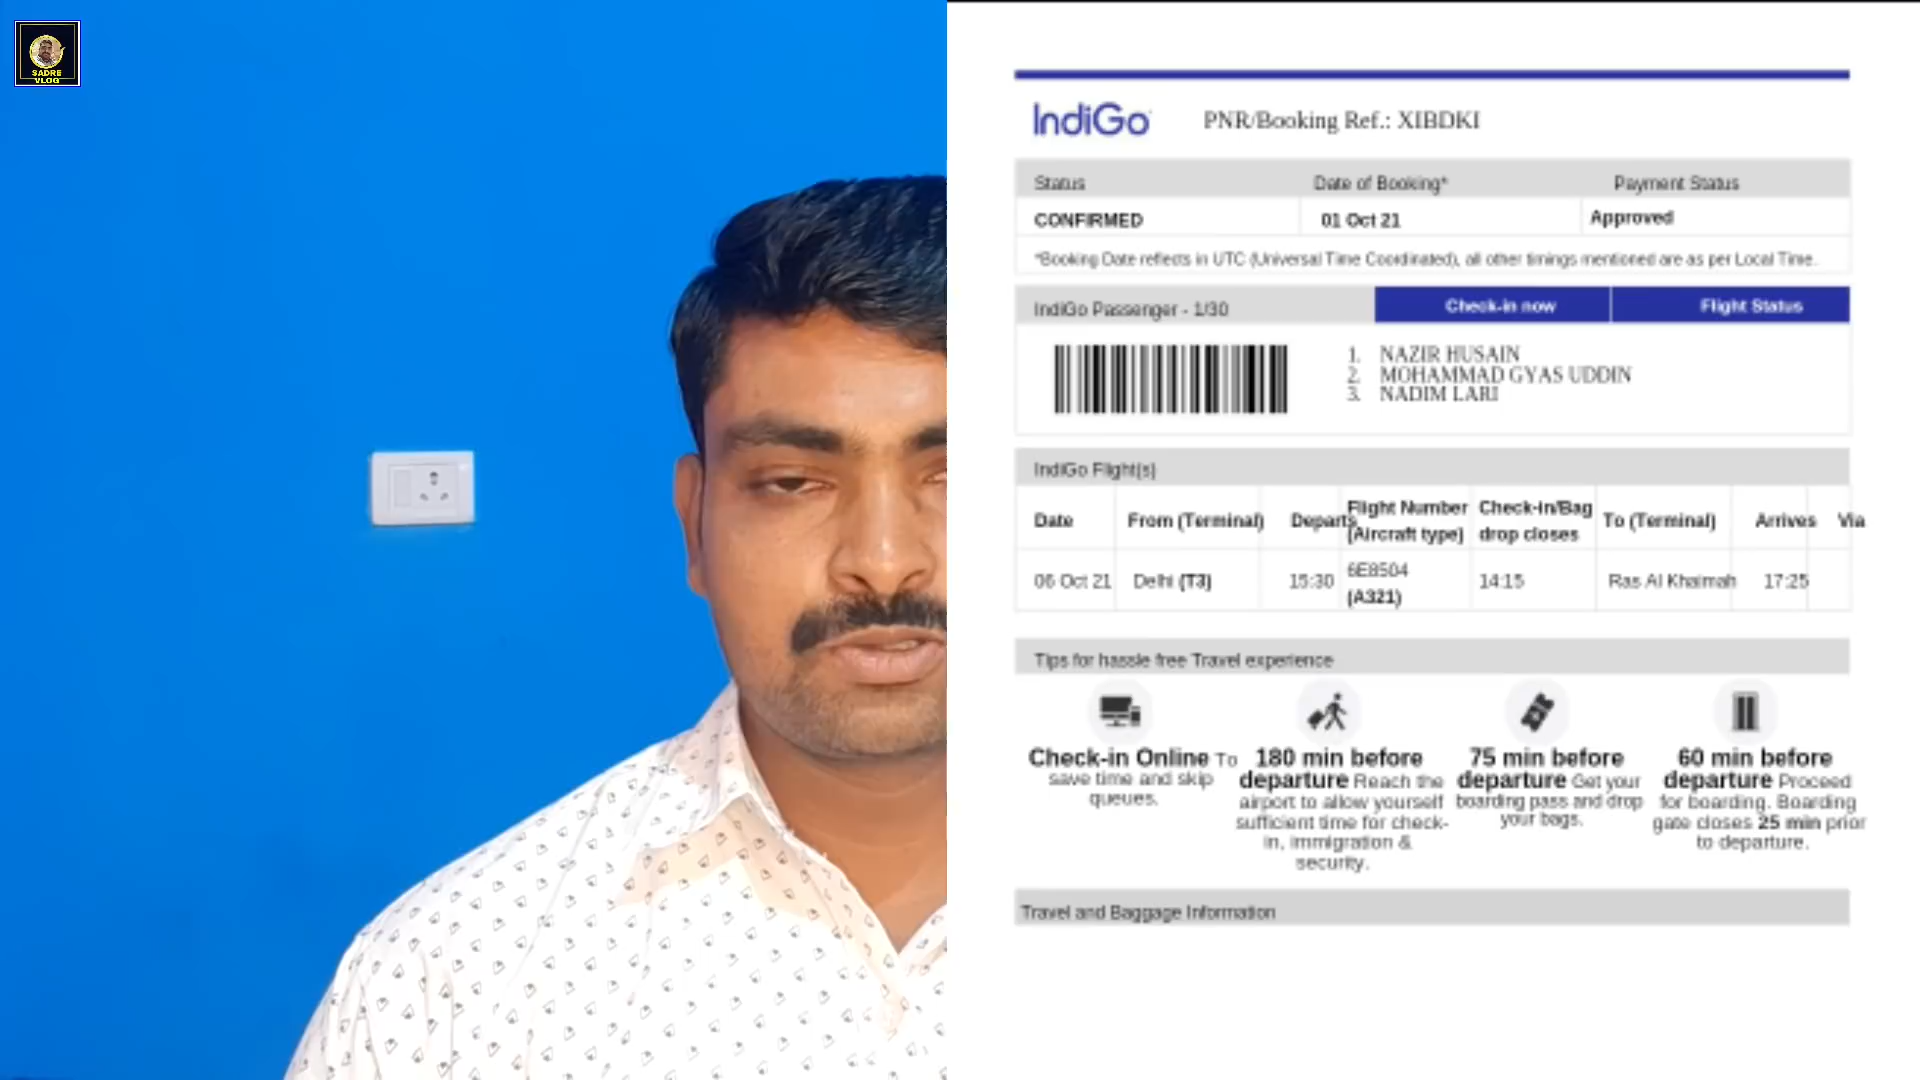 SADRE
VLOG
IndiGo PNR/Booking Ref.: XIBDKI
Status Date of Booking* Payment Status
CONFIRMED 01 Oct 21 Approved
*Booking Date reflects in UTC (Universal Time Coordinated), all other timings mentioned are as per Local Time.
IndiGo Passenger - 1/30 Check-in now Flight Status
1. NAZIR HUSAIN
2. MOHAMMAD GYAS UDDIN
3. NADIM LARI
IndiGo Flight(s)
Date From (Terminal) Departs Flight Number (Aircraft type) Check-in/Bag drop closes To (Terminal) Arrives Via
06 Oct 21 Delhi (T3) 15:30 6E8504 (A321) 14:15 Ras Al Khaimah 17:25
Tips for hassle free Travel experience
Check-in Online To
save time and skip
queues.
180 min before
departure Reach the
airport to allow yourself
sufficient time for check-
in, immigration &
security.
75 min before
departure Get your
boarding pass and drop
your bags.
60 min before
departure Proceed
for boarding. Boarding
gate closes 25 min prior
to departure.
Travel and Baggage Information